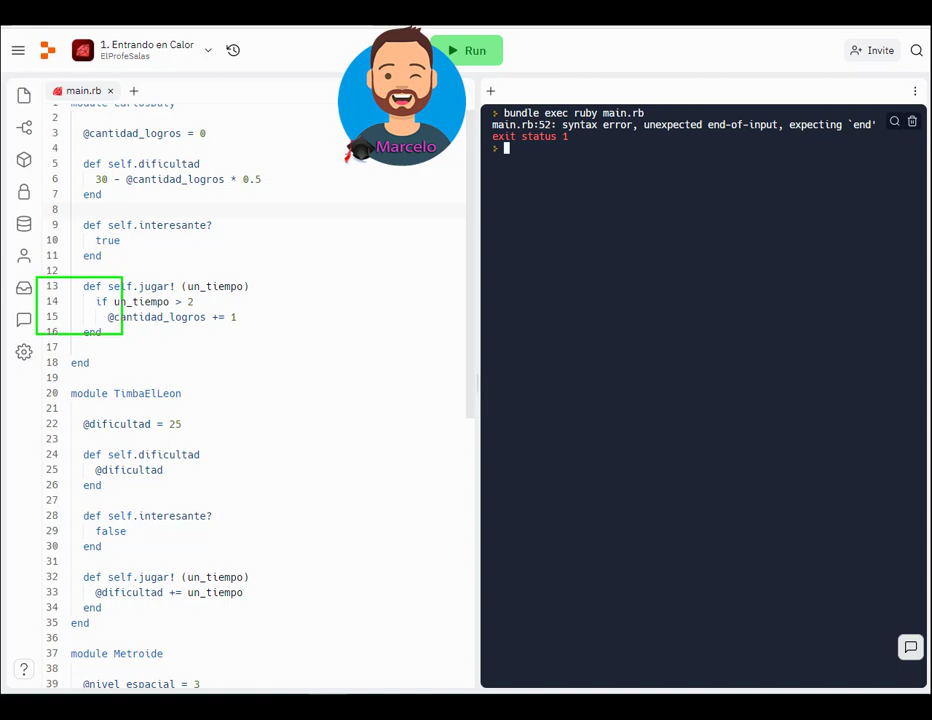 1. Entrando en Calor
ElProfeSalas
Run
Invite
Marcelo
main.rb
module CarlosDuty
2
3 @cantidad_logros = 0
4
5 def self.dificultad
6 30 - @cantidad_logros * 0.5
7 end
8
9 def self.interesante?
10 true
11 end
12
13 def self.jugar! (un_tiempo)
14 if un_tiempo > 2
15 @cantidad_logros += 1
16 end
17
18 end
19
20 module TimbaElLeon
21
22 @dificultad = 25
23
24 def self.dificultad
25 @dificultad
26 end
27
28 def self.interesante?
29 false
30 end
31
32 def self.jugar! (un_tiempo)
33 @dificultad += un_tiempo
34 end
35 end
36
37 module Metroide
38
39 @nivel_espacial = 3
bundle exec ruby main.rb
main.rb:52: syntax error, unexpected end-of-input, expecting `end'
exit status 1
?